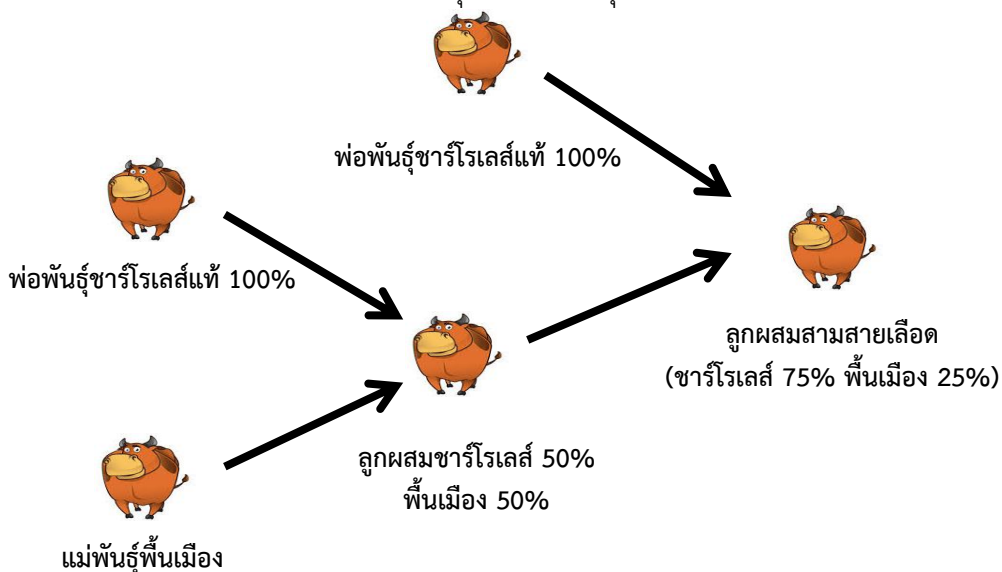 พ่อพันธุ์ชาร์โรเลส์แท้ 100%
พ่อพันธุ์ชาร์โรเลส์แท้ 100%
ลูกผสมสามสายเลือด
(ชาร์โรเลส์ 75% พื้นเมือง 25%)
ลูกผสมชาร์โรเลส์ 50%
พื้นเมือง 50%
แม่พันธุ์พื้นเมือง